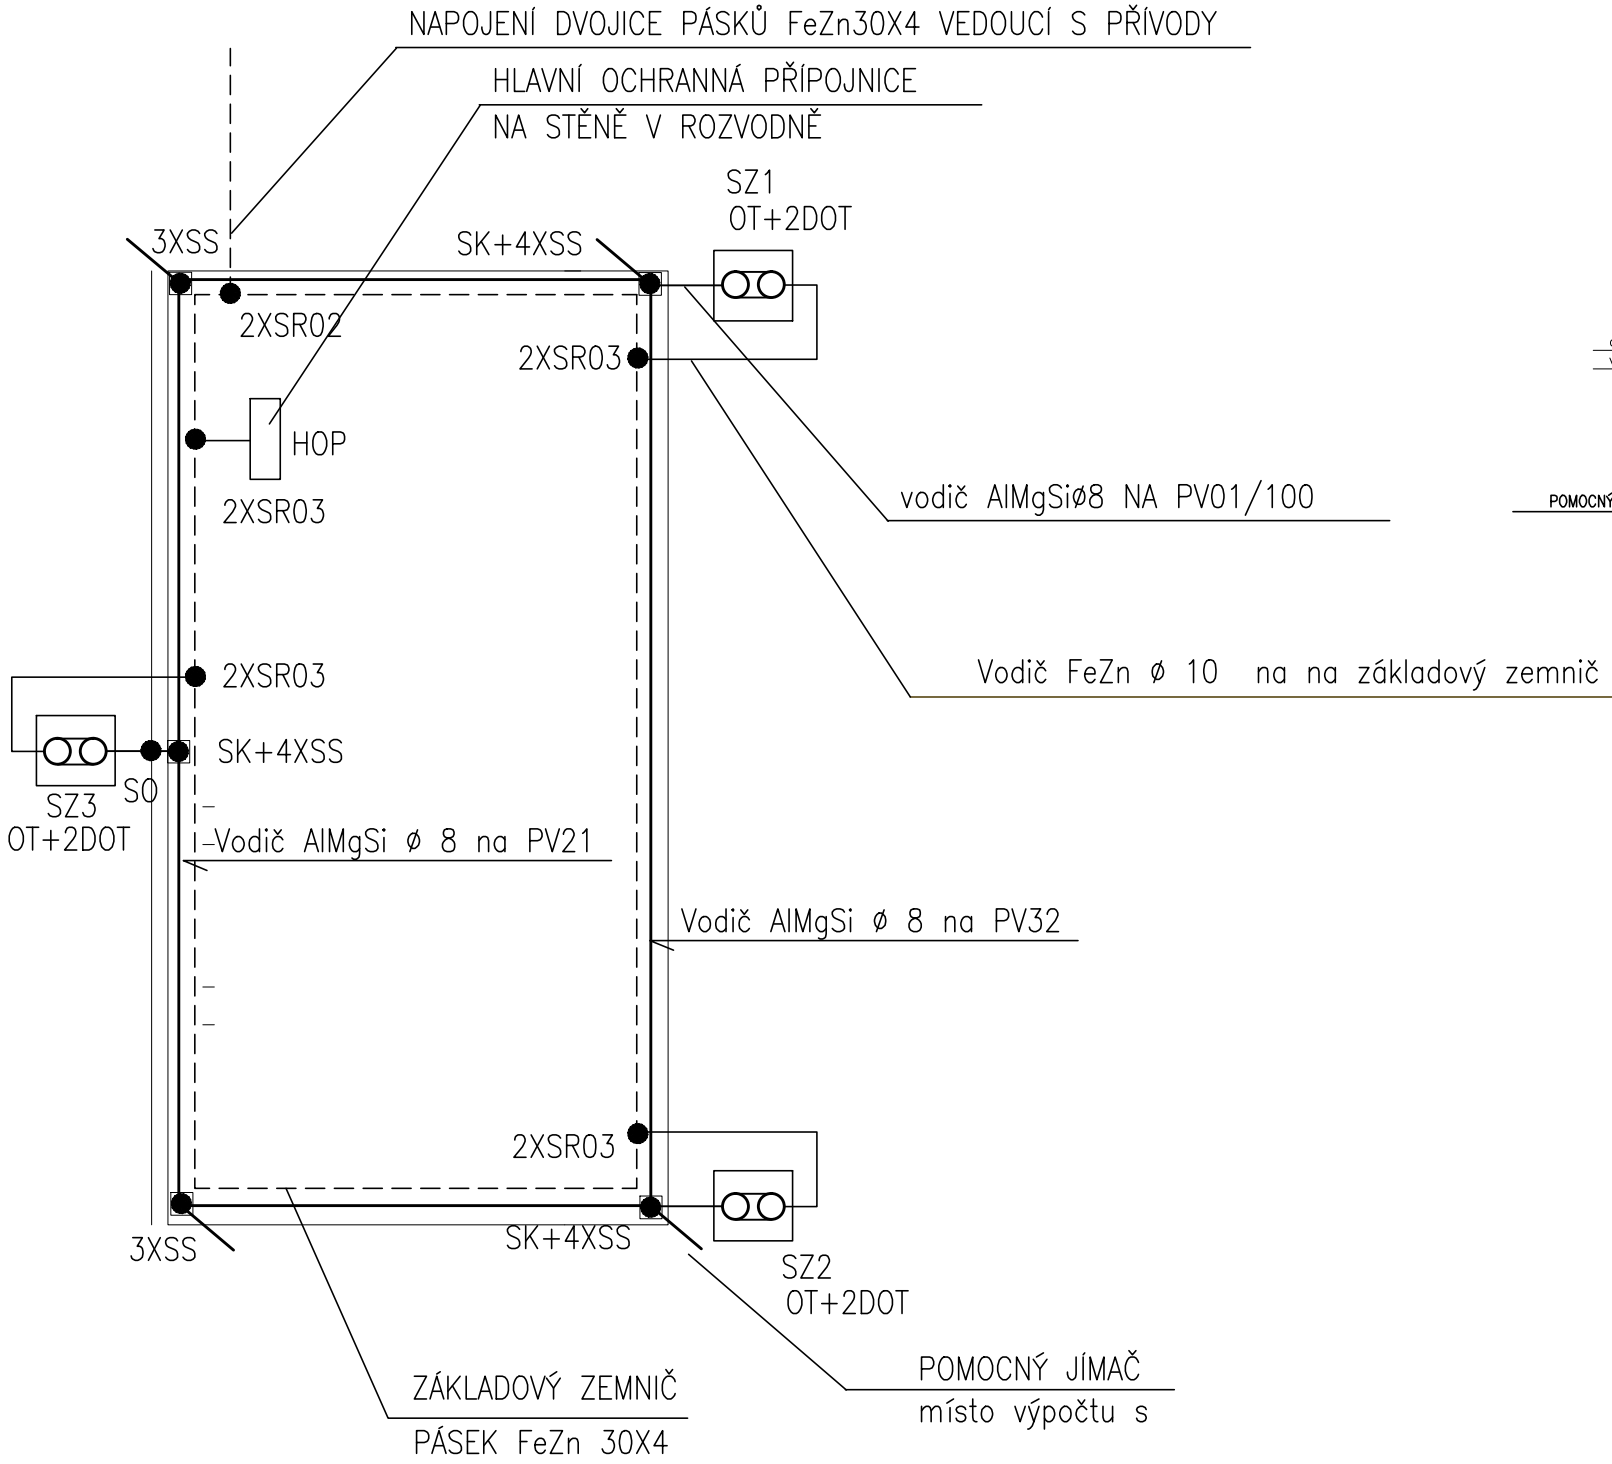 NAPOJENÍ DVOJICE PÁSKŮ FeZn30X4 VEDOUCÍ S PŘÍVODY
HLAVNÍ OCHRANNÁ PŘÍPOJNICE
NA STĚNĚ V ROZVODNĚ
SZ1
OT+2DOT
3XSS
SK+4XSS
2XSR02
2XSR03
HOP
2XSR03
vodič AlMgSiø8 NA PV01/100
POMOCNÝ
Vodič FeZn ø 10 na na základový zemnič
2XSR03
SK+4XSS
SO
SZ3
OT+2DOT
Vodič AlMgSi ø 8 na PV21
Vodič AlMgSi ø 8 na PV32
2XSR03
SK+4XSS
3XSS
SZ2
OT+2DOT
POMOCNÝ JÍMAČ
místo výpočtu s
ZÁKLADOVÝ ZEMNIČ
PÁSEK FeZn 30X4